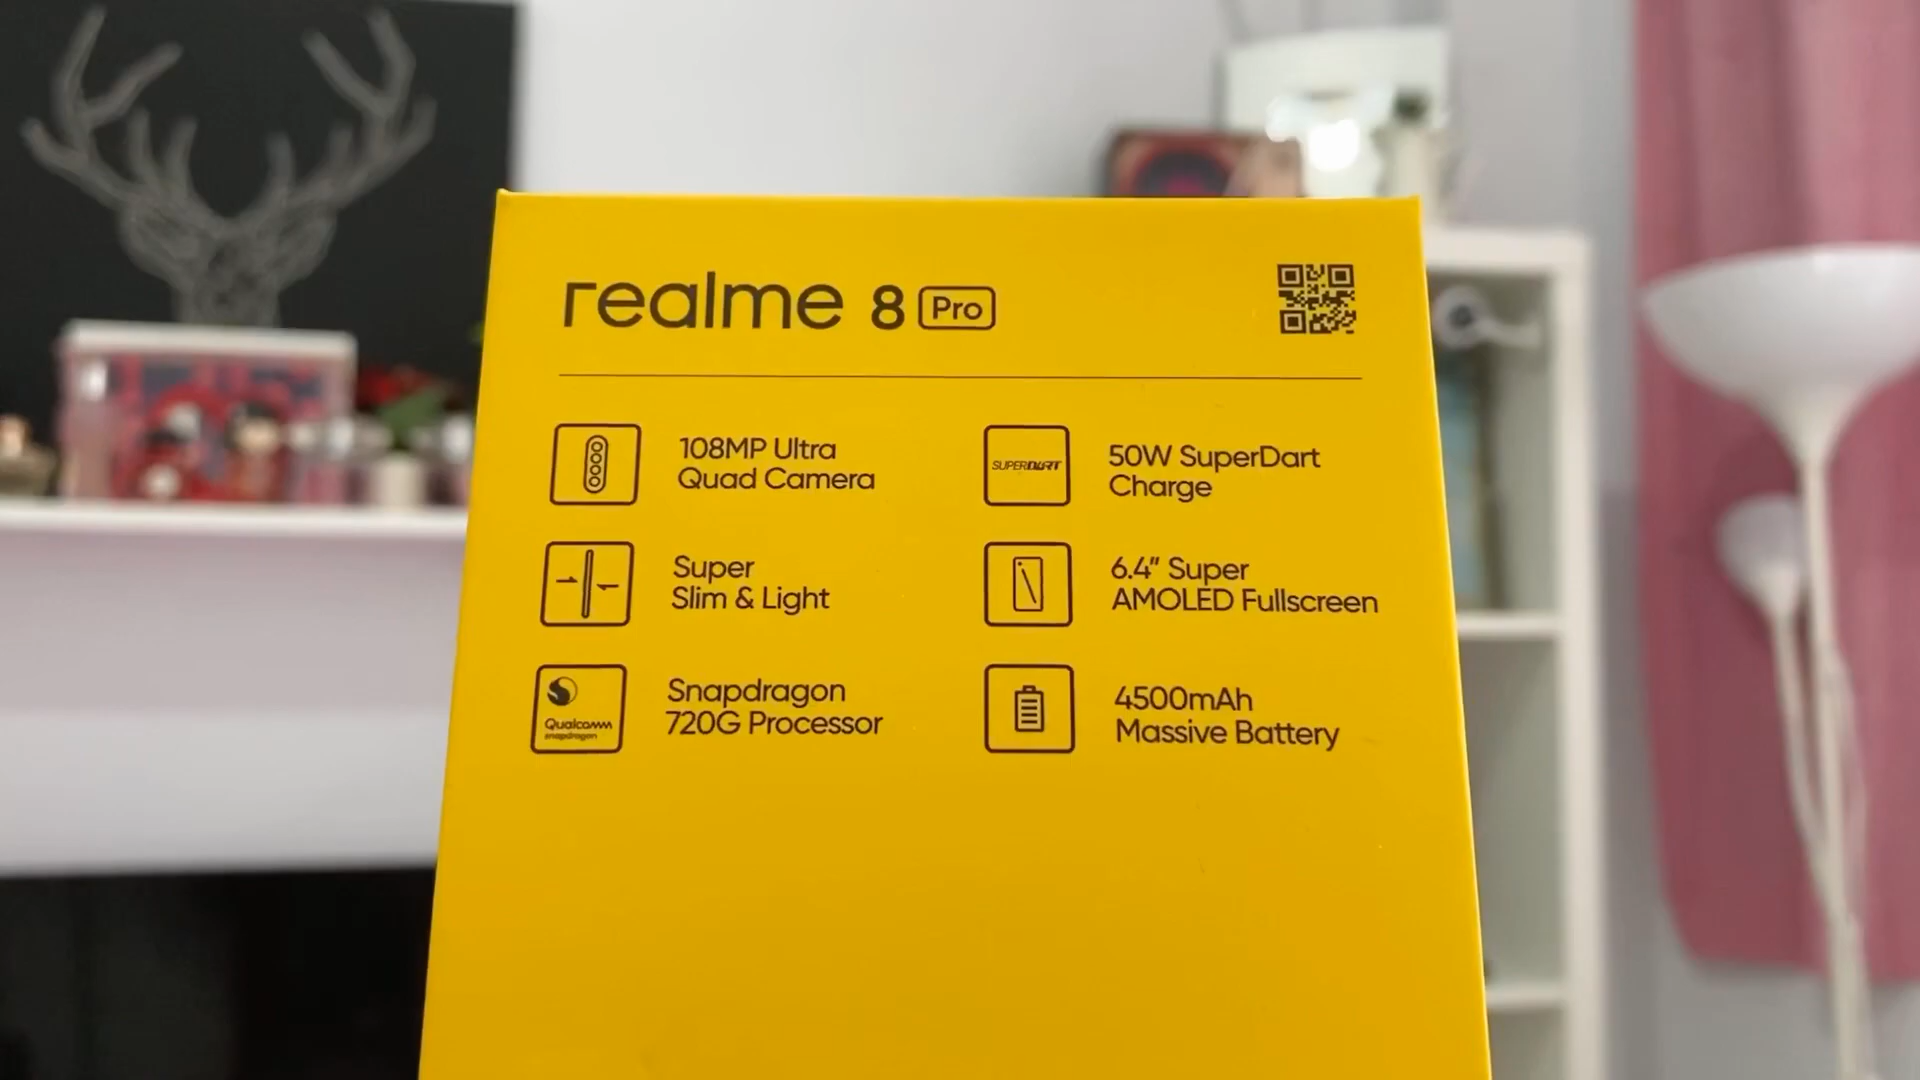 realme 8 Pro
108MP Ultra
Quad Camera
SUPERDART
50W SuperDart
Charge
Super
Slim & Light
6.4" Super
AMOLED Fullscreen
Qualcomm
snapdragon
Snapdragon
720G Processor
4500mAh
Massive Battery